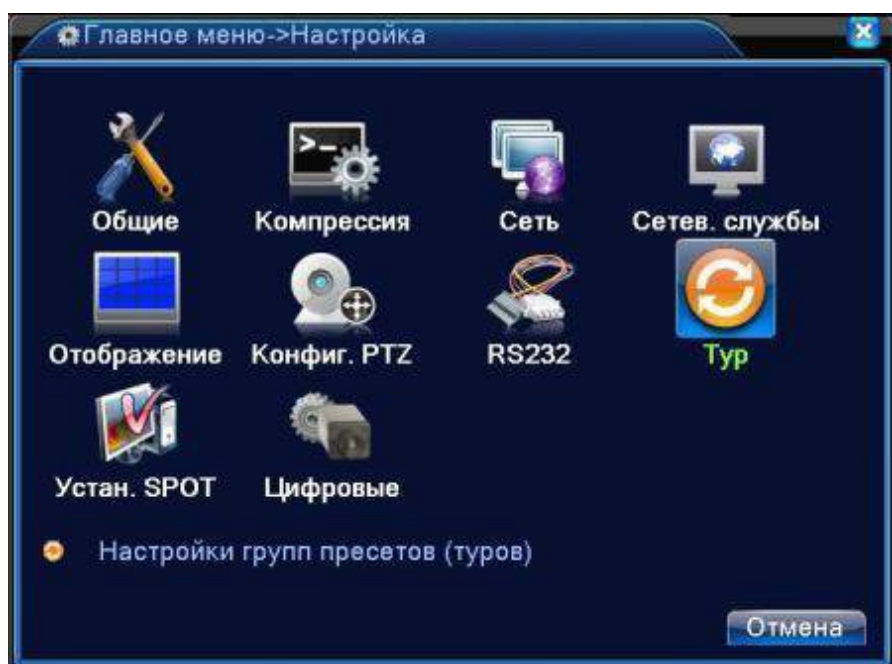 Главное меню->Настройка
>-
Общие Компрессия Сеть Сетев. службы
Отображение Конфиг. PTZ RS232 Тур
Устан. SPOT Цифровые
Настройки групп пресетов (туров)
Отмена